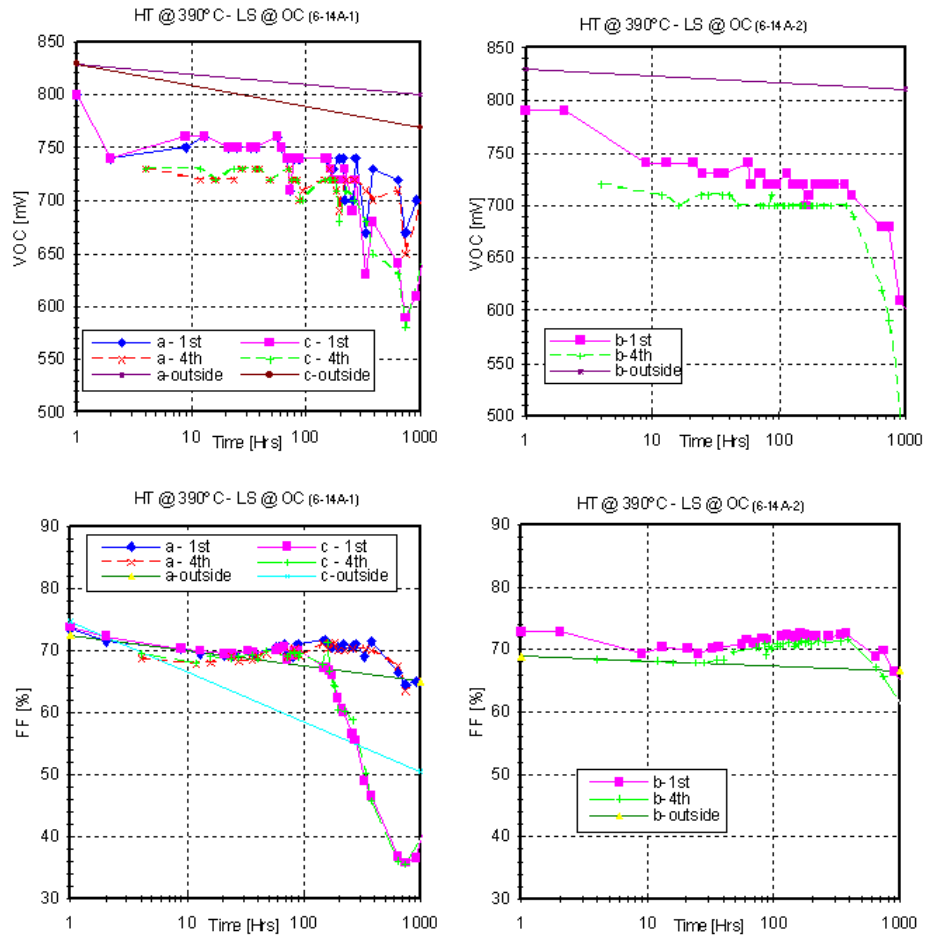 HT @ 390°C - LS @ OC (6-14A-1)
850
800
750
700
650
600
550
500
VOC [mV]
a - 1st
c - 1st
a - 4th
c - 4th
a-outside
c-outside
1
10
100
1000
Time [Hrs]
HT @ 390°C - LS @ OC (6-14A-2)
850
800
750
700
650
600
550
500
VOC [mV]
b-1st
b-4th
b-outside
1
10
100
1000
Time [Hrs]
HT @ 390°C - LS @ OC (6-14A-1)
90
80
70
60
50
40
30
FF [%]
a - 1st
c - 1st
a - 4th
c - 4th
a-outside
c-outside
1
10
100
1000
Time [Hrs]
HT @ 390°C - LS @ OC (6-14A-2)
90
80
70
60
50
40
30
FF [%]
b-1st
b-4th
b-outside
1
10
100
1000
Time [Hrs]